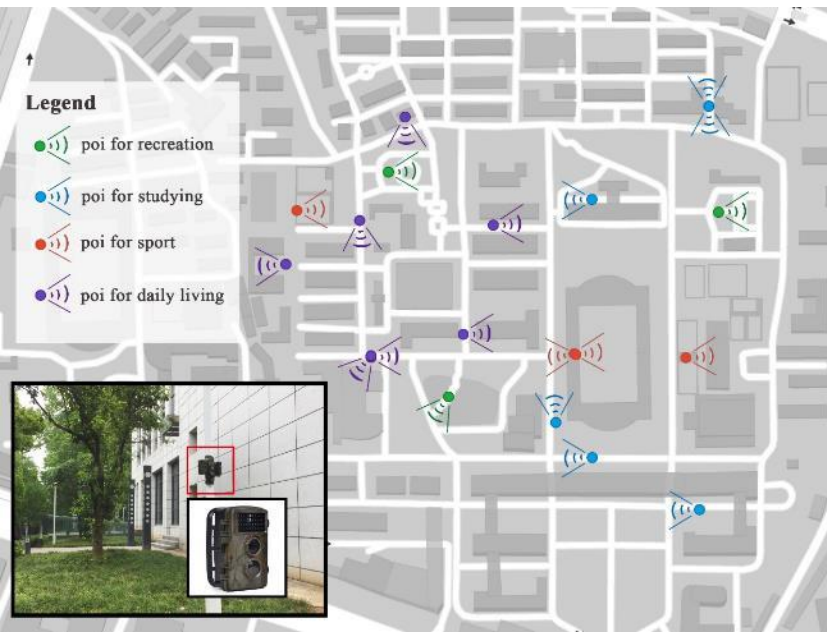 Legend
poi for recreation
poi for studying
poi for sport
poi for daily living